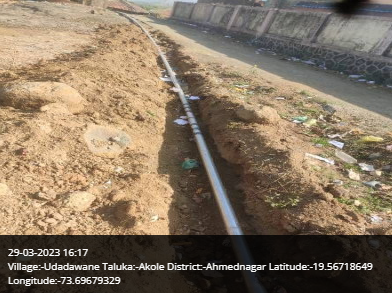 29-03-2023 16:17
Village:-Udadawane Taluka:-Akole District:-Ahmednagar Latitude:-19.56718649
Longitude:-73.69679329